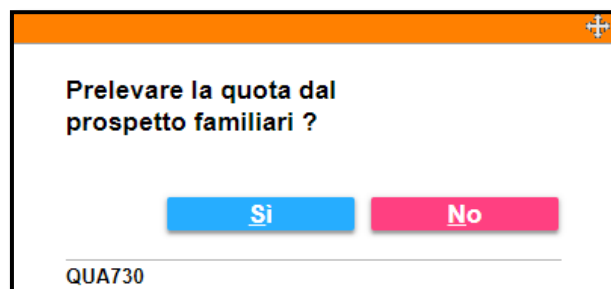 Prelevare la quota dal
prospetto familiari ?
Sì No
QUA730